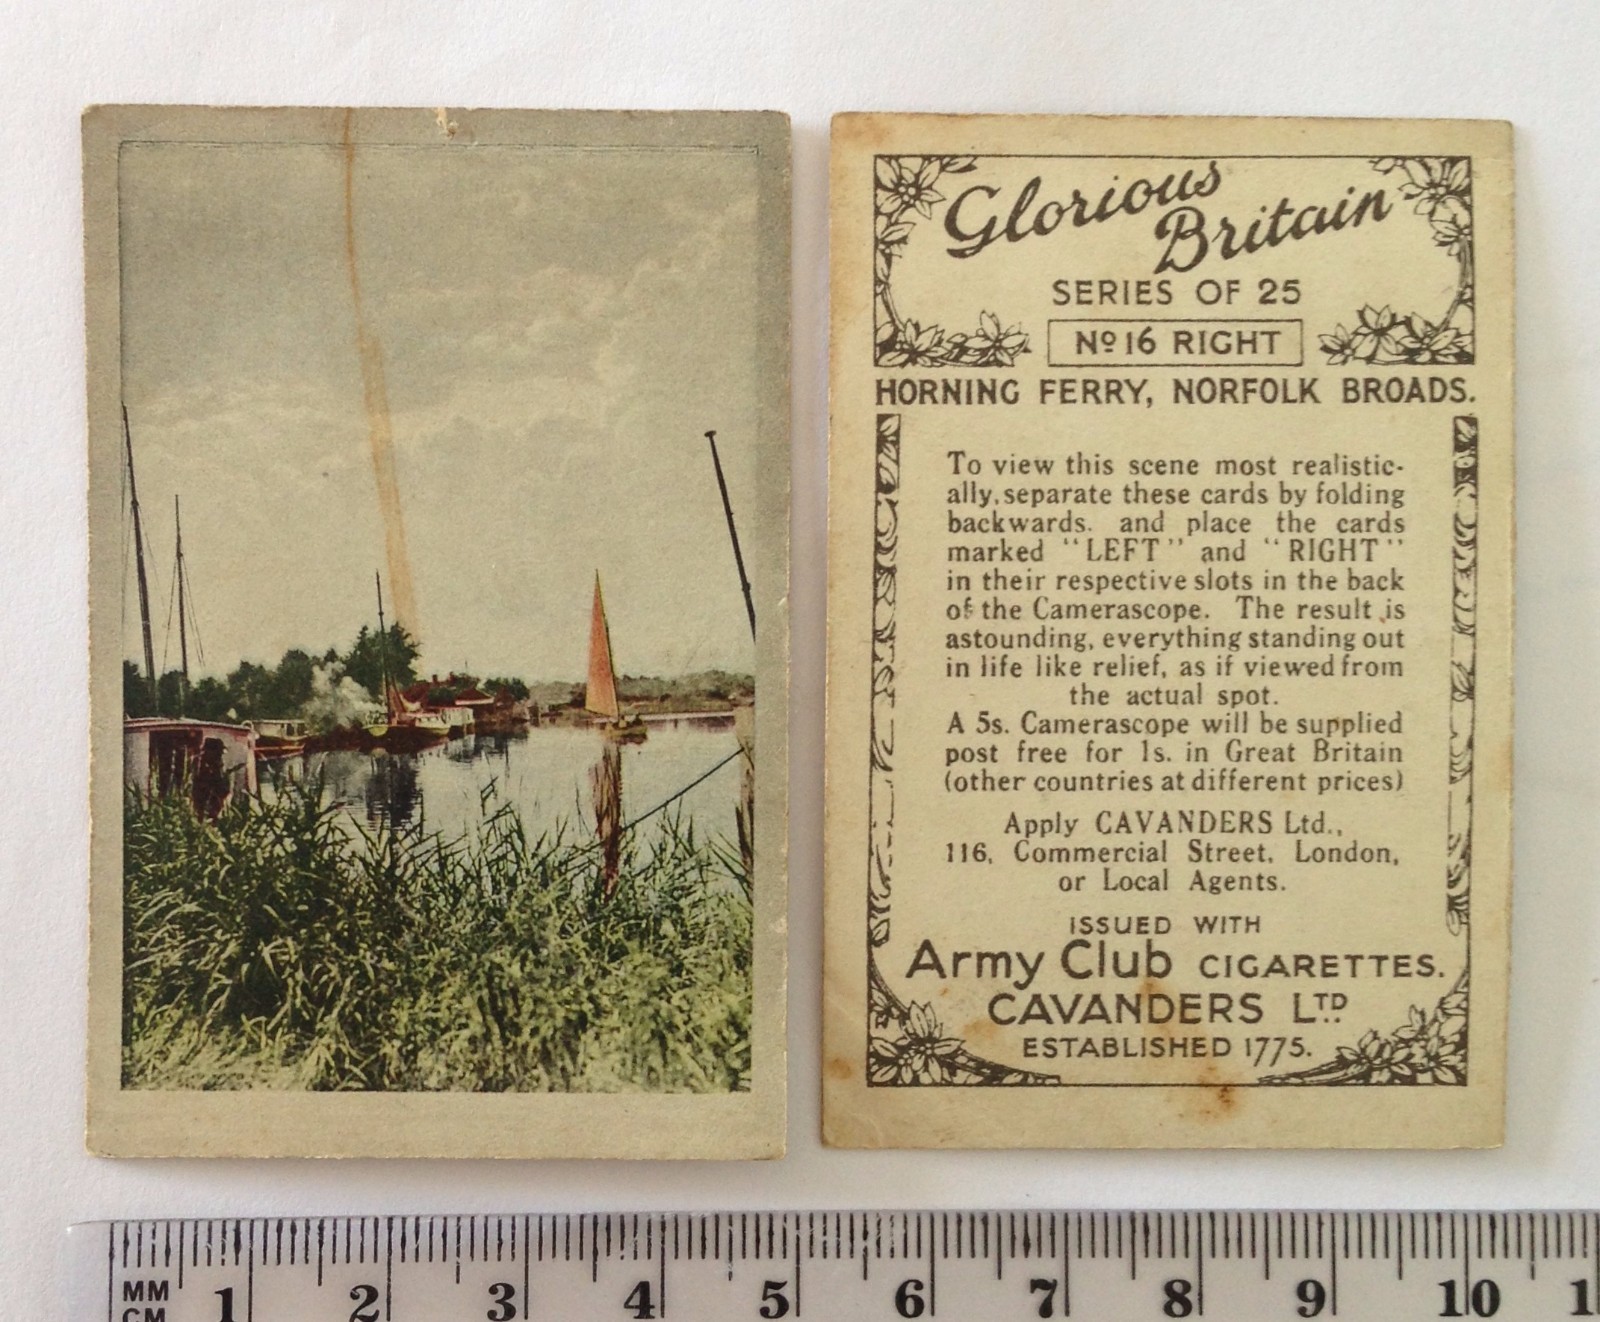 Glorious
Britain
SERIES OF 25
Nº 16 RIGHT
HORNING FERRY, NORFOLK BROADS.
To view this scene most realistic-
ally, separate these cards by folding
backwards. and place the cards
marked "LEFT" and "RIGHT"
in their respective slots in the back
of the Camerascope. The result is
astounding, everything standing out
in life like relief, as if viewed from
the actual spot.
A 5s. Camerascope will be supplied
post free for 1s. in Great Britain
(other countries at different prices)
Apply CAVANDERS Ltd.,
116, Commercial Street, London,
or Local Agents.
ISSUED WITH
Army Club CIGARETTES.
CAVANDERS LTD
ESTABLISHED 1775.
MM
CM 1 2 3 4 5 6 7 8 9 10 1